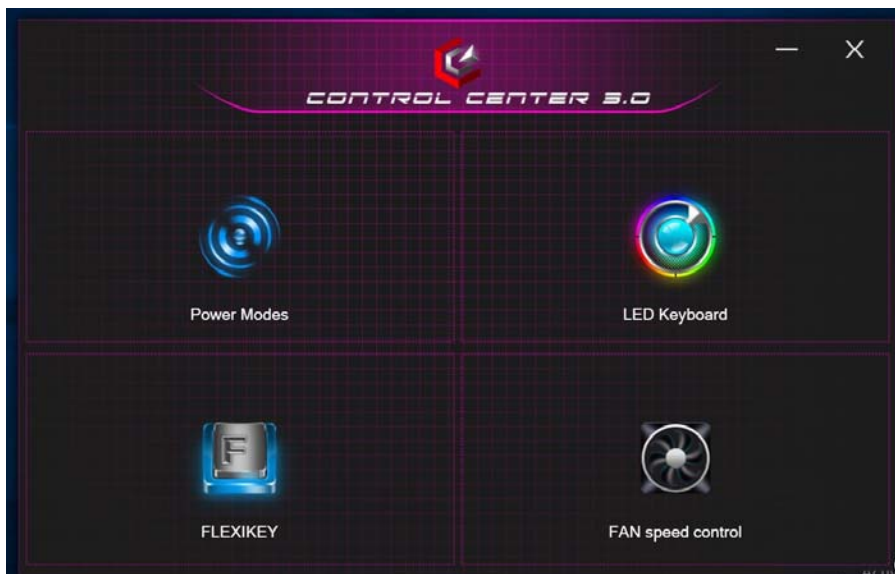 CONTROL CENTER 3.0
Power Modes
LED Keyboard
FLEXIKEY
FAN speed control